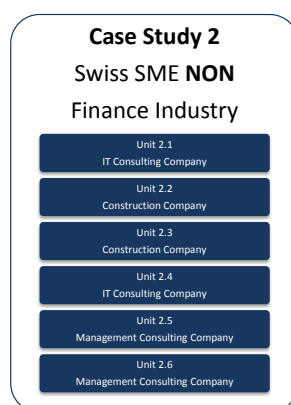 Case Study 2
Swiss SME NON
Finance Industry
Unit 2.1
IT Consulting Company
Unit 2.2
Construction Company
Unit 2.3
Construction Company
Unit 2.4
IT Consulting Company
Unit 2.5
Management Consulting Company
Unit 2.6
Management Consulting Company